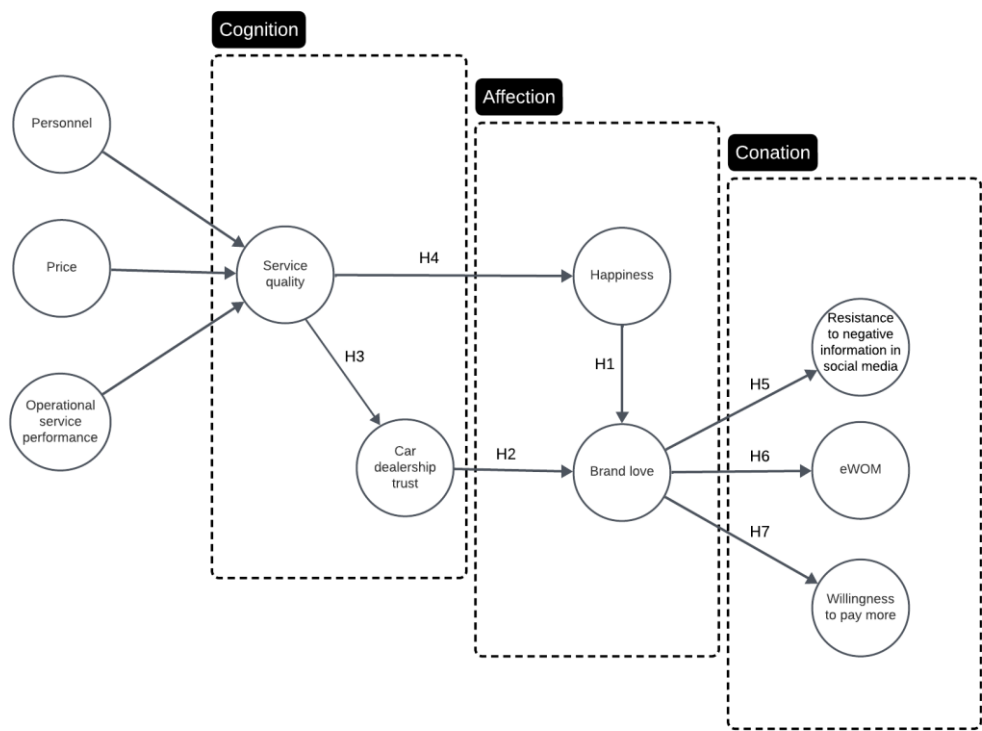 Cognition
Affection
Conation
Personnel
Price
Operational
service
performance
Service
quality
H4
H3
Car
dealership
trust
H2
Happiness
H1
Brand love
H5
H6
H7
Resistance
to negative
information in
social media
eWOM
Willingness
to pay more